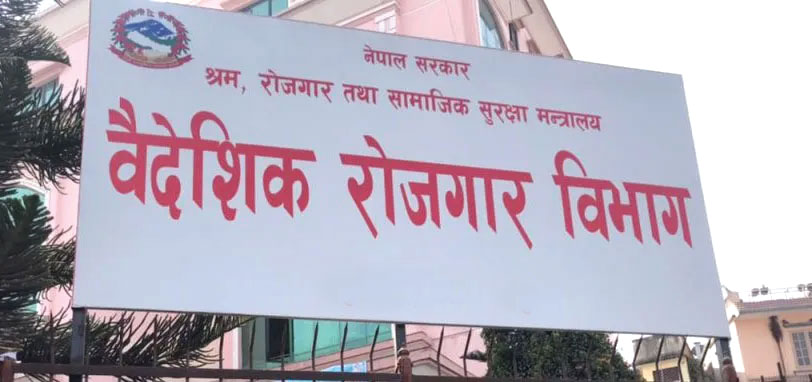 नेपाल सरकार
श्रम, रोजगार तथा सामाजिक सुरक्षा मन्त्रालय
वैदेशिक रोजगार विभाग